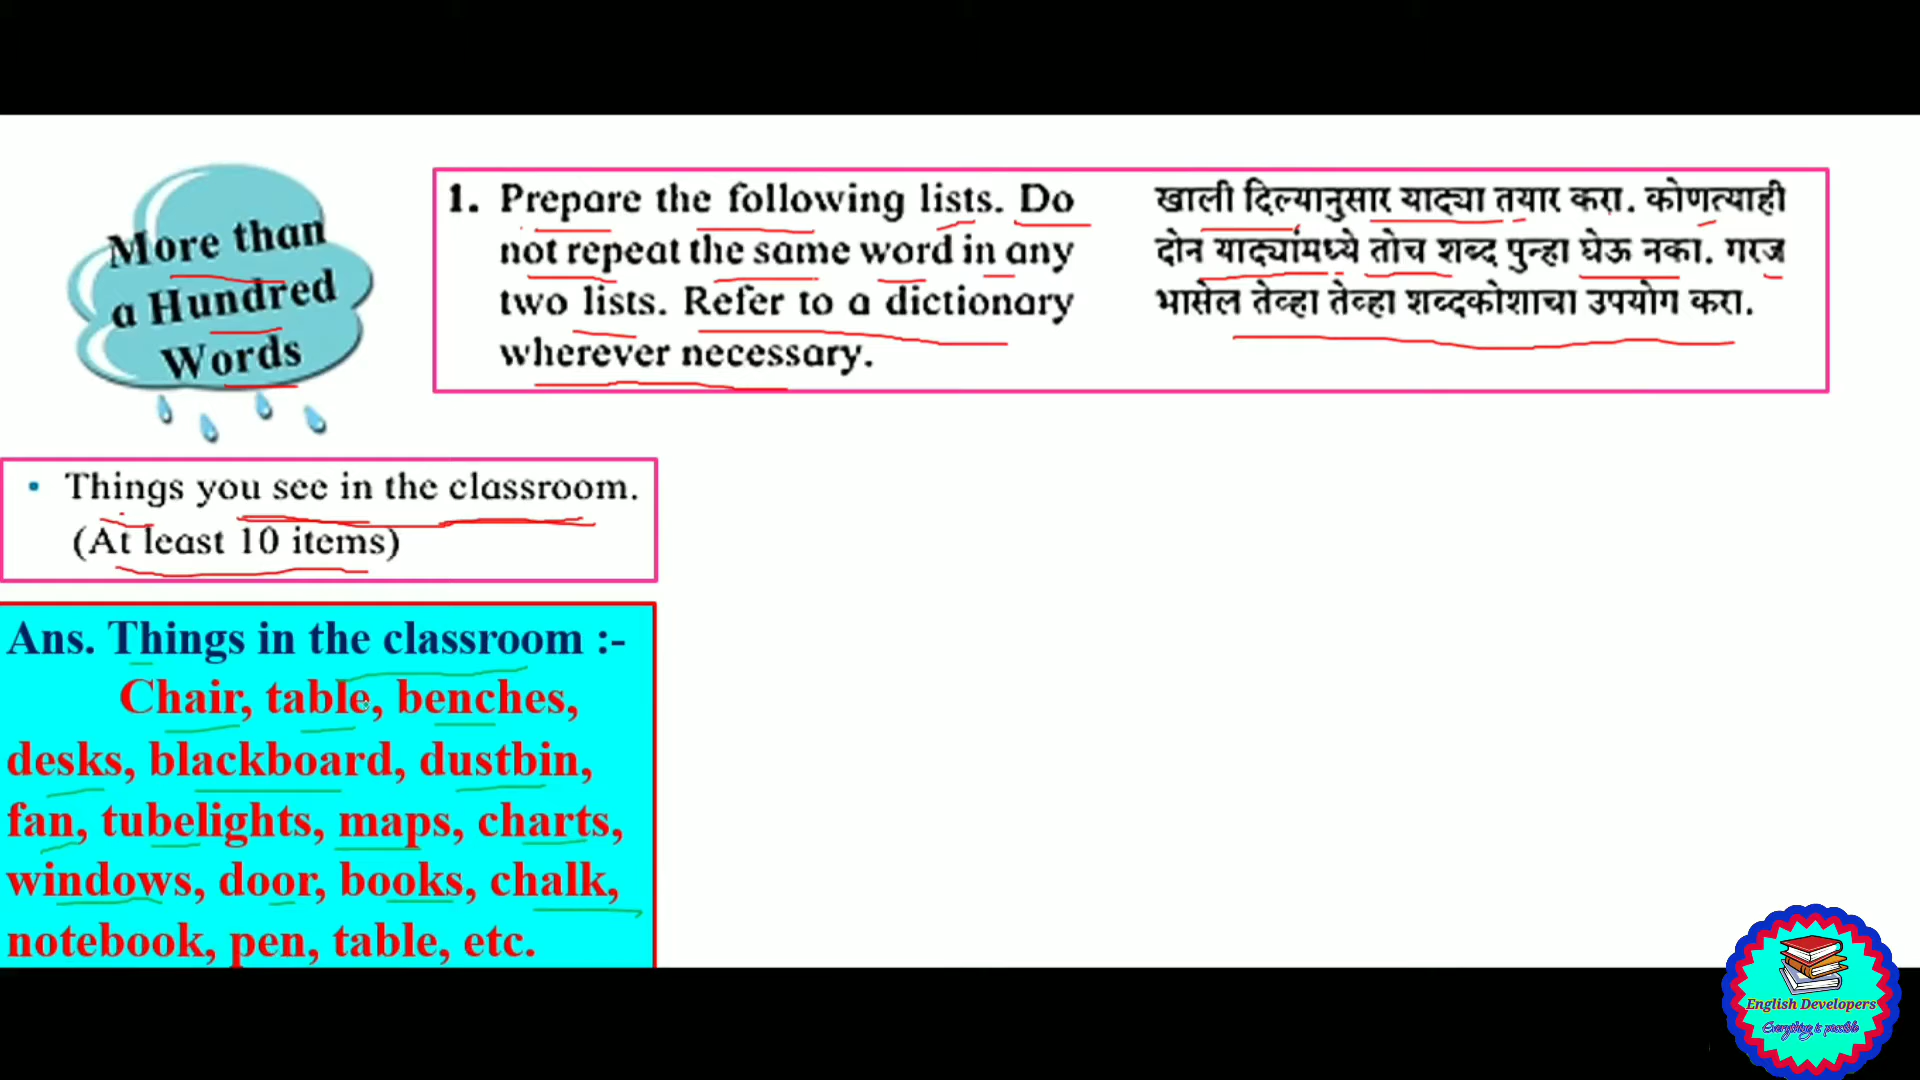 More than
a Hundred
Words
1. Prepare the following lists. Do
not repeat the same word in any
two lists. Refer to a dictionary
wherever necessary.
खाली दिल्यानुसार याद्या तयार करा. कोणत्याही
दोन याद्यांमध्ये तोच शब्द पुन्हा घेऊ नका. गरज
भासेल तेव्हा तेव्हा शब्दकोशाचा उपयोग करा.
• Things you see in the classroom.
(At least 10 items)
Ans. Things in the classroom :-
Chair, table, benches,
desks, blackboard, dustbin,
fan, tubelights, maps, charts,
windows, door, books, chalk,
notebook, pen, table, etc.
English Developers
Everything is possible